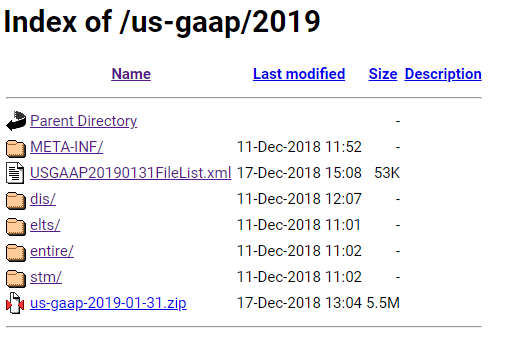 Index of /us-gaap/2019
Name Last modified Size Description
Parent Directory -
META-INF/ 11-Dec-2018 11:52 -
USGAAP20190131FileList.xml 17-Dec-2018 15:08 53K
dis/ 11-Dec-2018 12:07 -
elts/ 11-Dec-2018 11:01 -
entire/ 11-Dec-2018 11:02 -
stm/ 11-Dec-2018 11:02 -
us-gaap-2019-01-31.zip 17-Dec-2018 13:04 5.5M